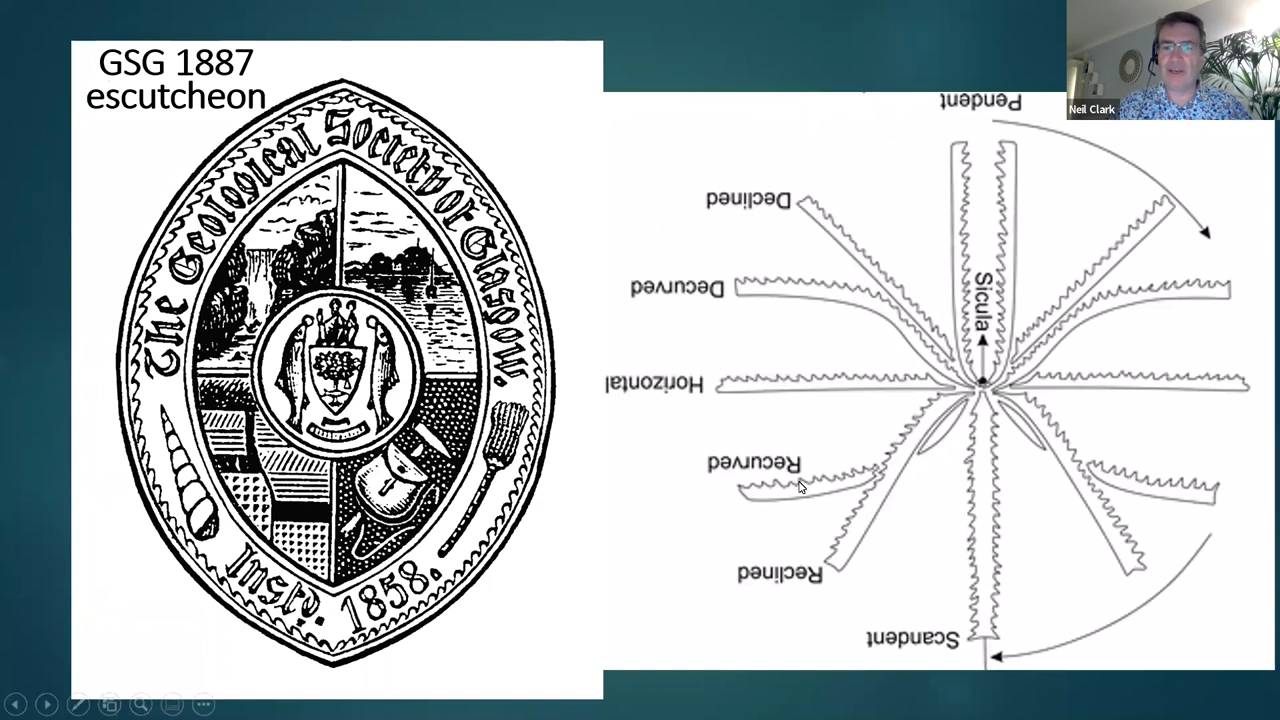 GSG 1887
escutcheon
The Geological Society of Glasgow.
Insty. 1858.
Pendent
Declined
Decurved
Sicula
Horizontal
Recurved
Reclined
Scandent
Neil Clark